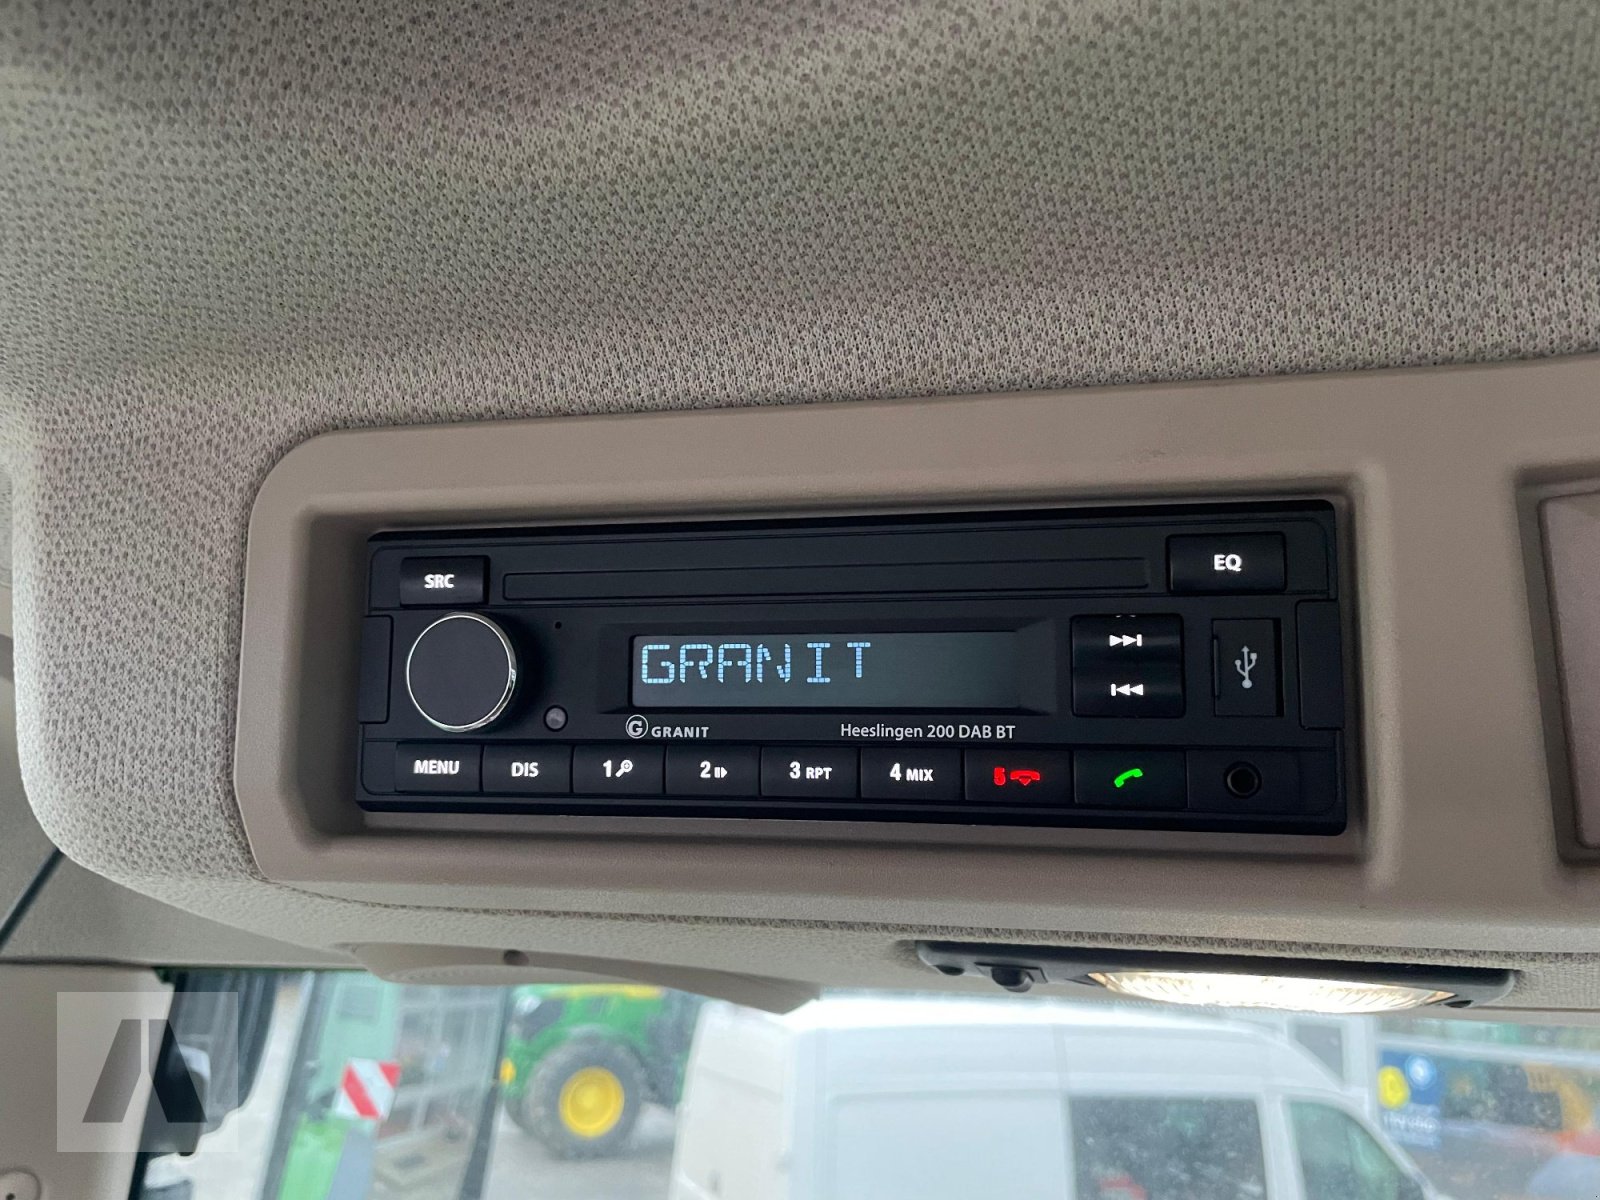 SRC
EQ
GRANIT
G GRANIT
Heeslingen 200 DAB BT
MENU
DIS
1
2
3 RPT
4 MIX
5